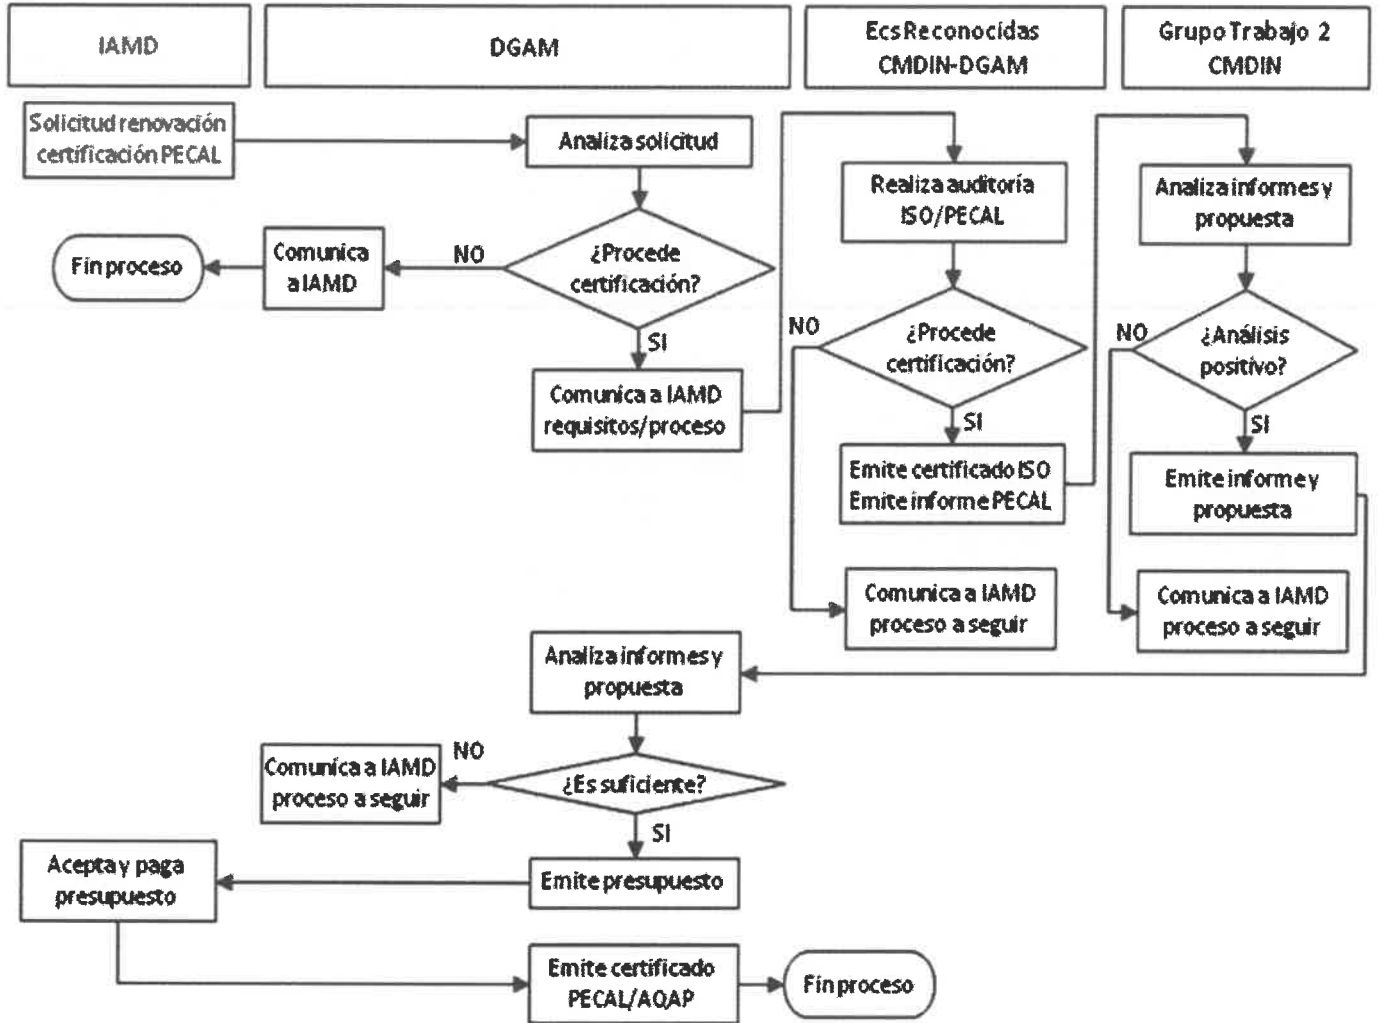 IAMD
DGAM
Ecs Reconocidas
CMDIN-DGAM
Grupo Trabajo 2
CMDIN
Solicitud renovación
certificación PECAL
Analiza solicitud
Realiza auditoría
ISO/PECAL
Analiza informes y
propuesta
Fin proceso
Comunica
a IAMD
NO
¿Procede
certificación?
SI
NO
¿Procede
certificación?
SI
NO
¿Análisis
positivo?
SI
Comunica a IAMD
requisitos/proceso
Emite certificado ISO
Emite informe PECAL
Emite informe y
propuesta
Comunica a IAMD
proceso a seguir
Comunica a IAMD
proceso a seguir
Analiza informes y
propuesta
Comunica a IAMD
proceso a seguir
NO
¿Es suficiente?
SI
Acepta y paga
presupuesto
Emite presupuesto
Emite certificado
PECAL/AQAP
Fin proceso